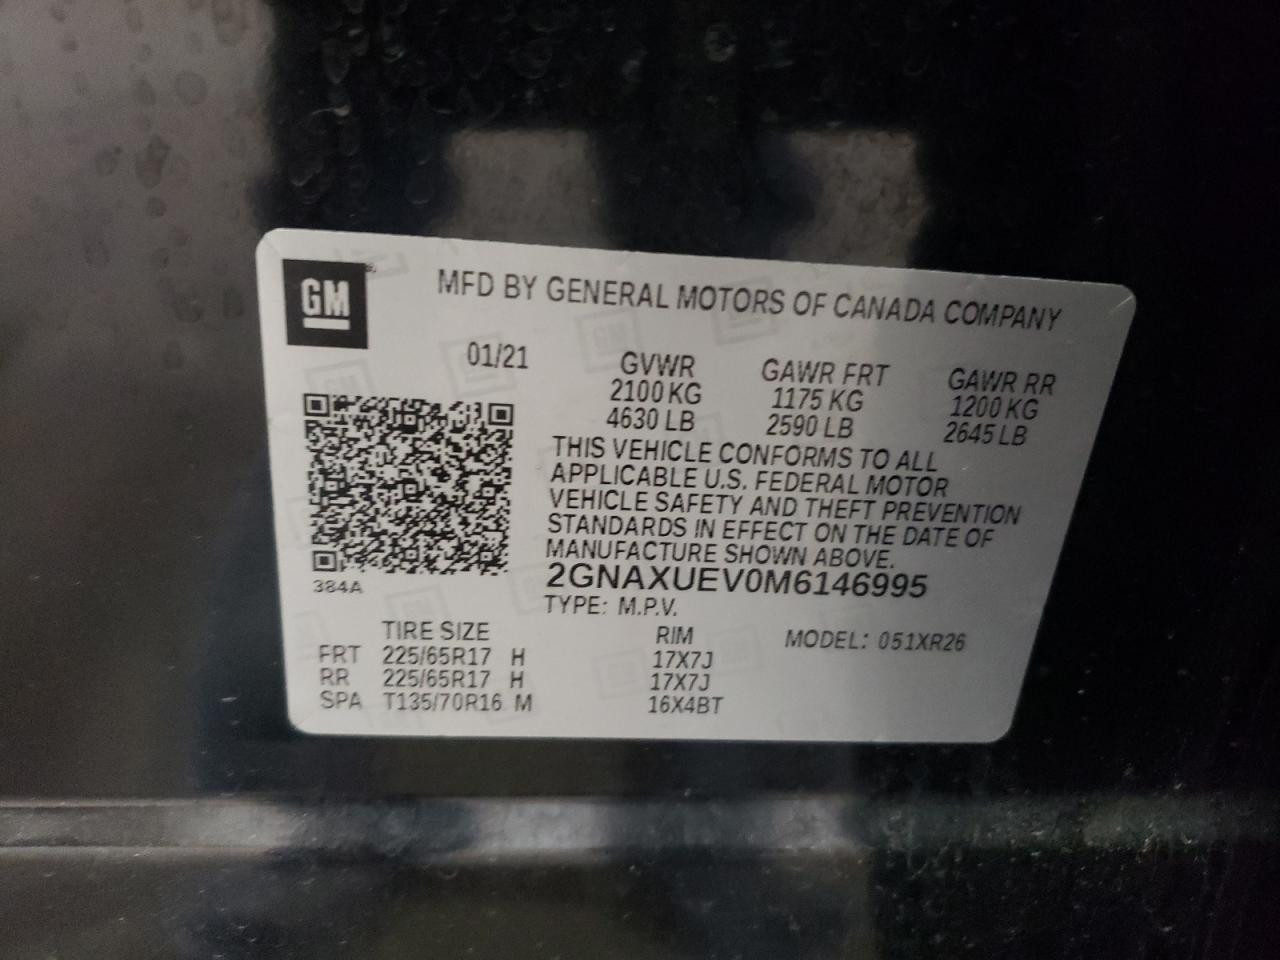 GM
MFD BY GENERAL MOTORS OF CANADA COMPANY
01/21
GVWR GAWR FRT GAWR RR
2100 KG 1175 KG 1200 KG
4630 LB 2590 LB 2645 LB
THIS VEHICLE CONFORMS TO ALL
APPLICABLE U.S. FEDERAL MOTOR
VEHICLE SAFETY AND THEFT PREVENTION
STANDARDS IN EFFECT ON THE DATE OF
MANUFACTURE SHOWN ABOVE.
2GNAXUEV0M6146995
384A
TYPE: M.P.V.
TIRE SIZE RIM MODEL: 051XR26
FRT 225/65R17 H 17X7J
RR 225/65R17 H 17X7J
SPA T135/70R16 M 16X4BT